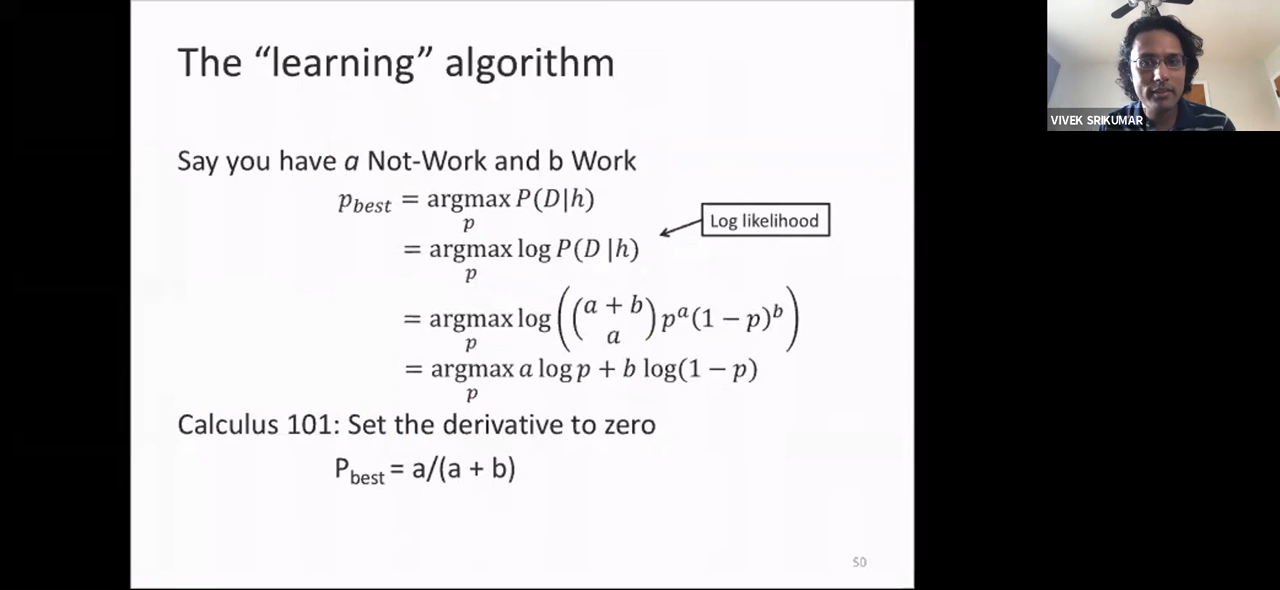 The “learning” algorithm
Say you have a Not-Work and b Work
p_best = argmax_p P(D|h)
Log likelihood
= argmax_p log P(D |h)
= argmax_p log((a + b choose a) p^a (1 − p)^b)
= argmax_p a log p + b log(1 − p)
Calculus 101: Set the derivative to zero
P_best = a/(a + b)
50
VIVEK SRIKUMAR